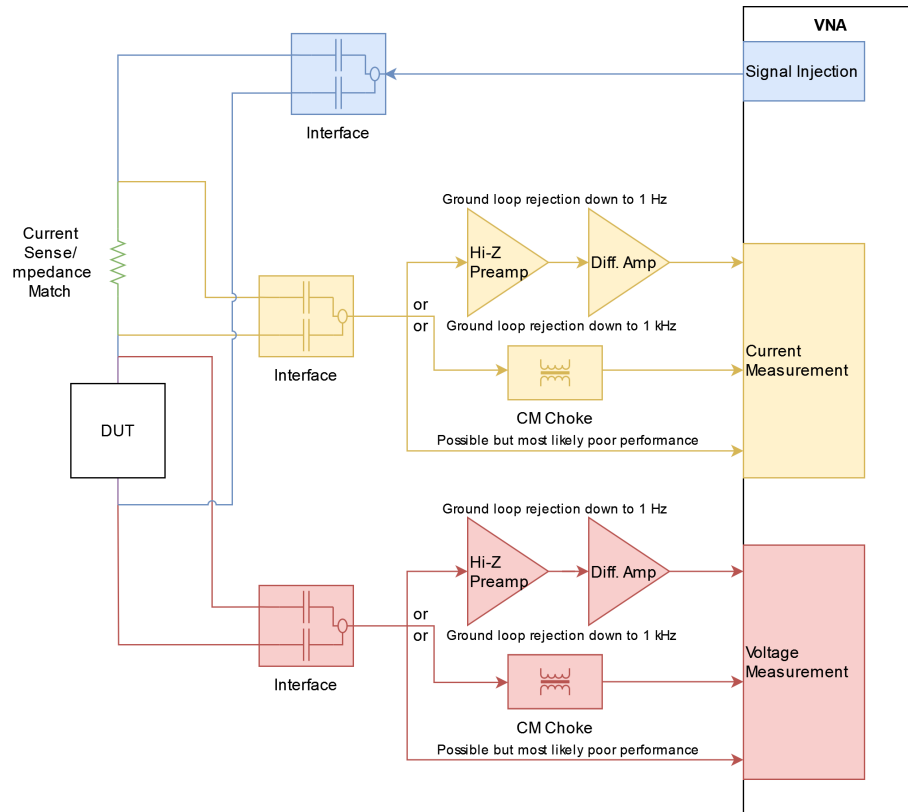 VNA
Signal Injection
Interface
Ground loop rejection down to 1 Hz
Current
Sense/
mpedance
Match
Hi-Z
Preamp
Diff. Amp
or
or
Ground loop rejection down to 1 kHz
Interface
Current
Measurement
CM Choke
DUT
Possible but most likely poor performance
Ground loop rejection down to 1 Hz
Hi-Z
Preamp
Diff. Amp
or
or
Ground loop rejection down to 1 kHz
Interface
Voltage
Measurement
CM Choke
Possible but most likely poor performance